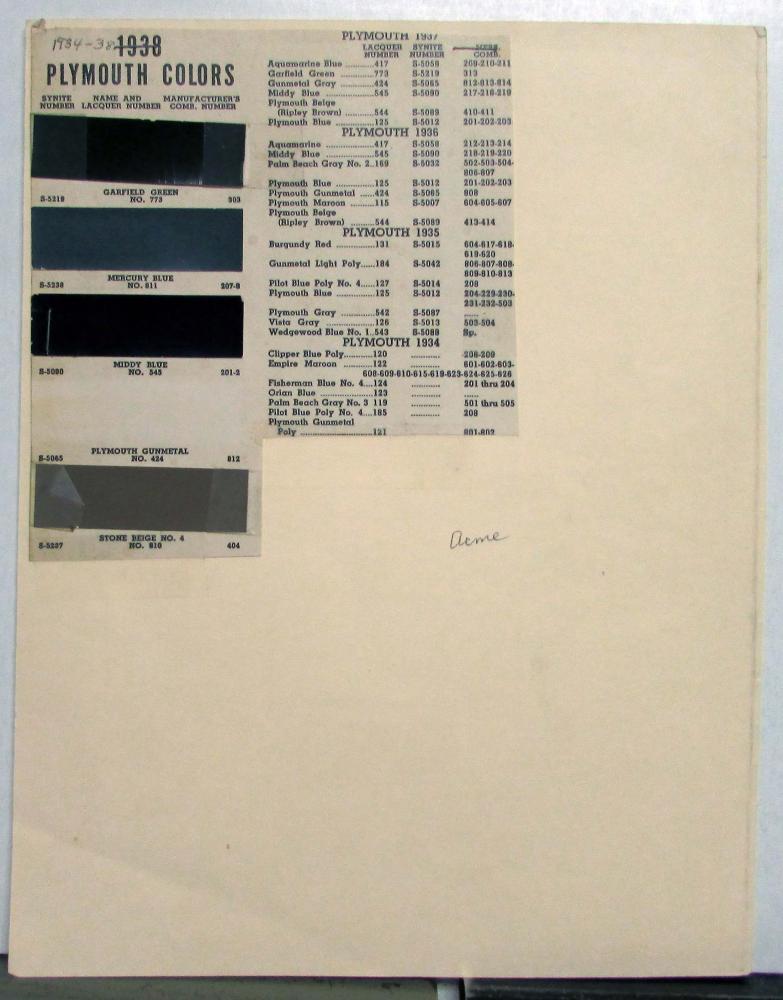 1934-38 1938
PLYMOUTH COLORS
SYNITE NAME AND MANUFACTURER'S
NUMBER LACQUER NUMBER COMB. NUMBER
GARFIELD GREEN
S-5219 NO. 773 303
MERCURY BLUE
S-5238 NO. 811 207-8
MIDDY BLUE
S-5090 NO. 545 201-2
PLYMOUTH GUNMETAL
S-5065 NO. 424 812
STONE BEIGE NO. 4
S-5237 NO. 810 404
PLYMOUTH 1937
LACQUER SYNITE MFRS.
NUMBER NUMBER COMB.
Aquamarine Blue ..........417 S-5058 209-210-211
Garfield Green ............773 S-5219 313
Gunmetal Gray ............424 S-5065 812-813-814
Middy Blue .................545 S-5090 217-218-219
Plymouth Beige
(Ripley Brown) ..........544 S-5089 410-411
Plymouth Blue ............125 S-5012 201-202-203
PLYMOUTH 1936
Aquamarine ................417 S-5058 212-213-214
Middy Blue .................545 S-5090 218-219-220
Palm Beach Gray No. 2..169 S-5032 502-503-504-
806-807
Plymouth Blue ............125 S-5012 201-202-203
Plymouth Gunmetal ......424 S-5065 808
Plymouth Maroon ........115 S-5007 604-605-607
Plymouth Beige
(Ripley Brown) ........544 S-5089 413-414
PLYMOUTH 1935
Burgundy Red .............131 S-5015 604-617-618-
619-620
Gunmetal Light Poly.....184 S-5042 806-807-808-
809-810-813
Pilot Blue Poly No. 4.....127 S-5014 208
Plymouth Blue ............125 S-5012 204-229-230-
231-232-503
Plymouth Gray ............542 S-5087 ......
Vista Gray .................126 S-5013 503-504
Wedgewood Blue No. 1..543 S-5088 Sp.
PLYMOUTH 1934
Clipper Blue Poly..........120 ............ 208-209
Empire Maroon ...........122 601-602-603-
608-609-610-615-619-623-624-625-626
Fisherman Blue No. 4....124 ............ 201 thru 204
Orian Blue .................123 ............ ......
Palm Beach Gray No. 3 119 ............ 501 thru 505
Pilot Blue Poly No. 4....185 ............ 208
Plymouth Gunmetal
Poly ........................121 ............ 801-802
Acme